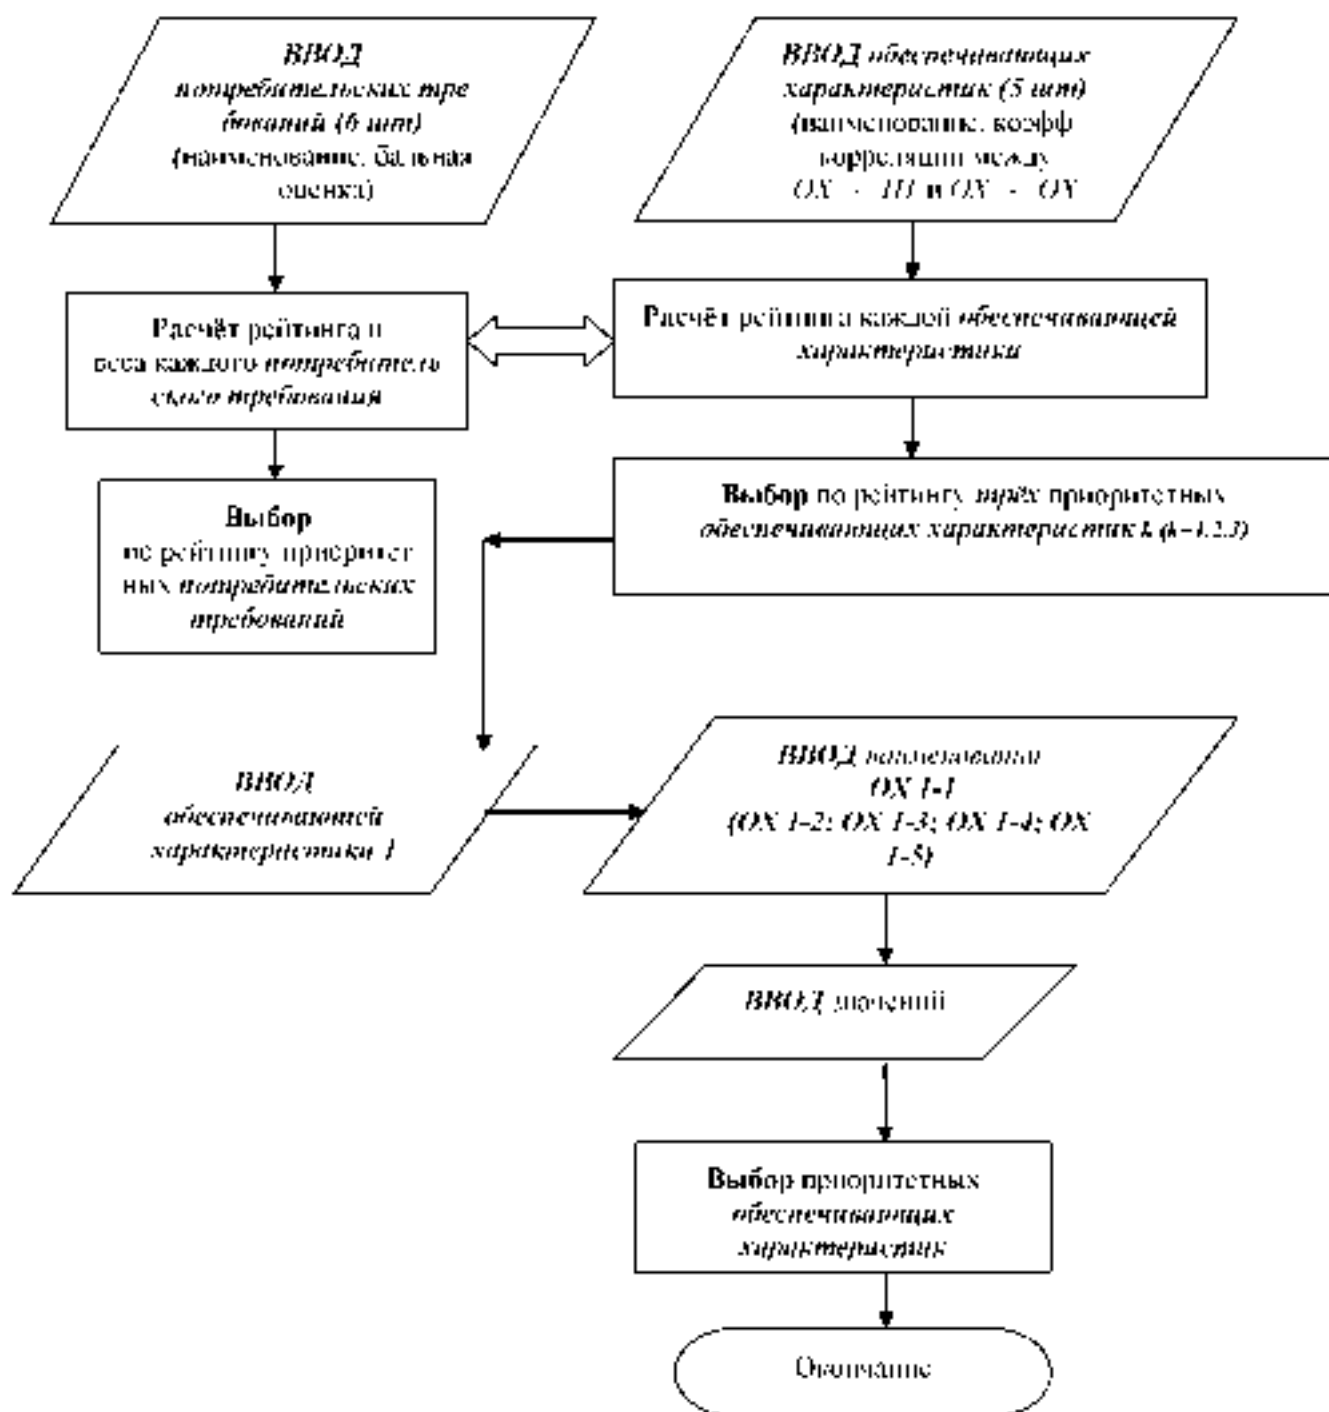 ВВОД
потребительских тре
бований (6 шт)
(наименование, бальная
оценка)
ВВОД обеспечивающих
характеристик (5 шт)
(наименование, коэфф
корреляции между
ОХ - ПТ и ОХ - ОХ
Расчёт рейтинга и
веса каждого потребитель
ского требования
Расчёт рейтинга каждой обеспечивающей
характеристики
Выбор
по рейтингу приоритет
ных потребительских
требований
Выбор по рейтингу трёх приоритетных
обеспечивающих характеристик k (k=1,2,3)
ВВОД
обеспечивающей
характеристики 1
ВВОД наименования
ОХ 1-1
(ОХ 1-2; ОХ 1-3; ОХ 1-4; ОХ
1-5)
ВВОД значений
Выбор приоритетных
обеспечивающих
характеристик
Окончание